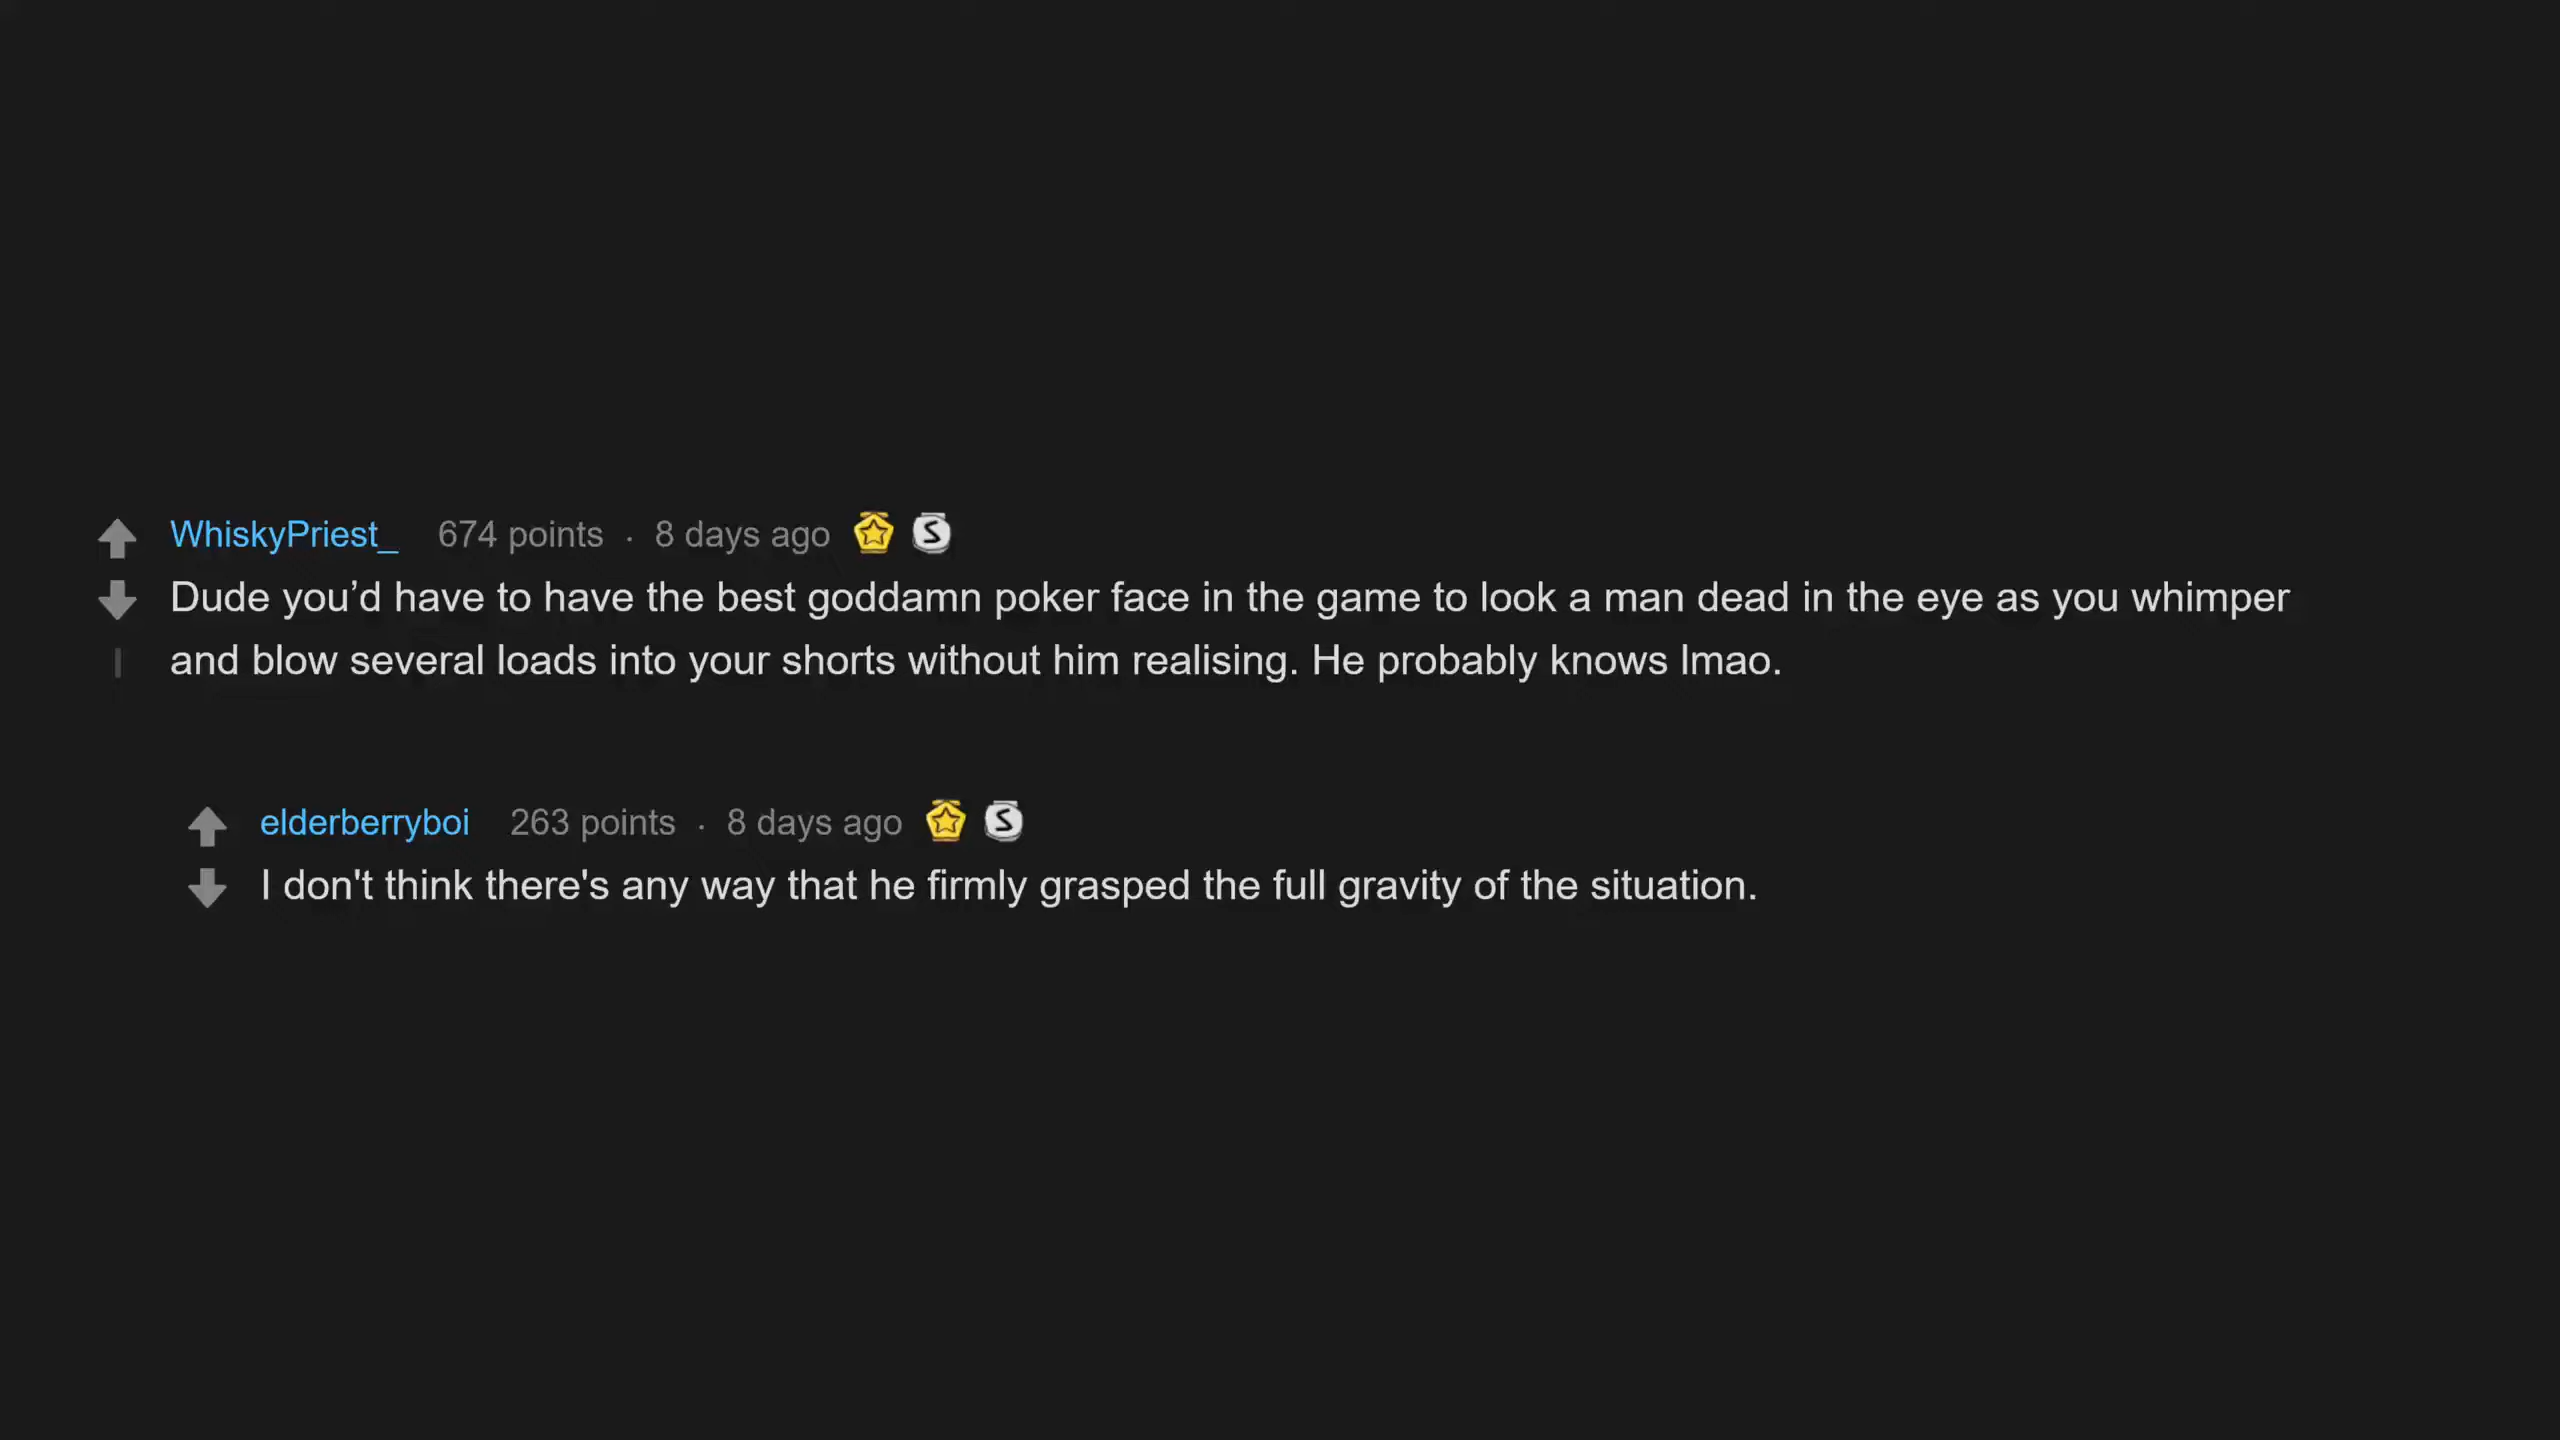 WhiskyPriest_ 674 points · 8 days ago
Dude you’d have to have the best goddamn poker face in the game to look a man dead in the eye as you whimper
and blow several loads into your shorts without him realising. He probably knows lmao.
elderberryboi 263 points · 8 days ago
I don't think there's any way that he firmly grasped the full gravity of the situation.